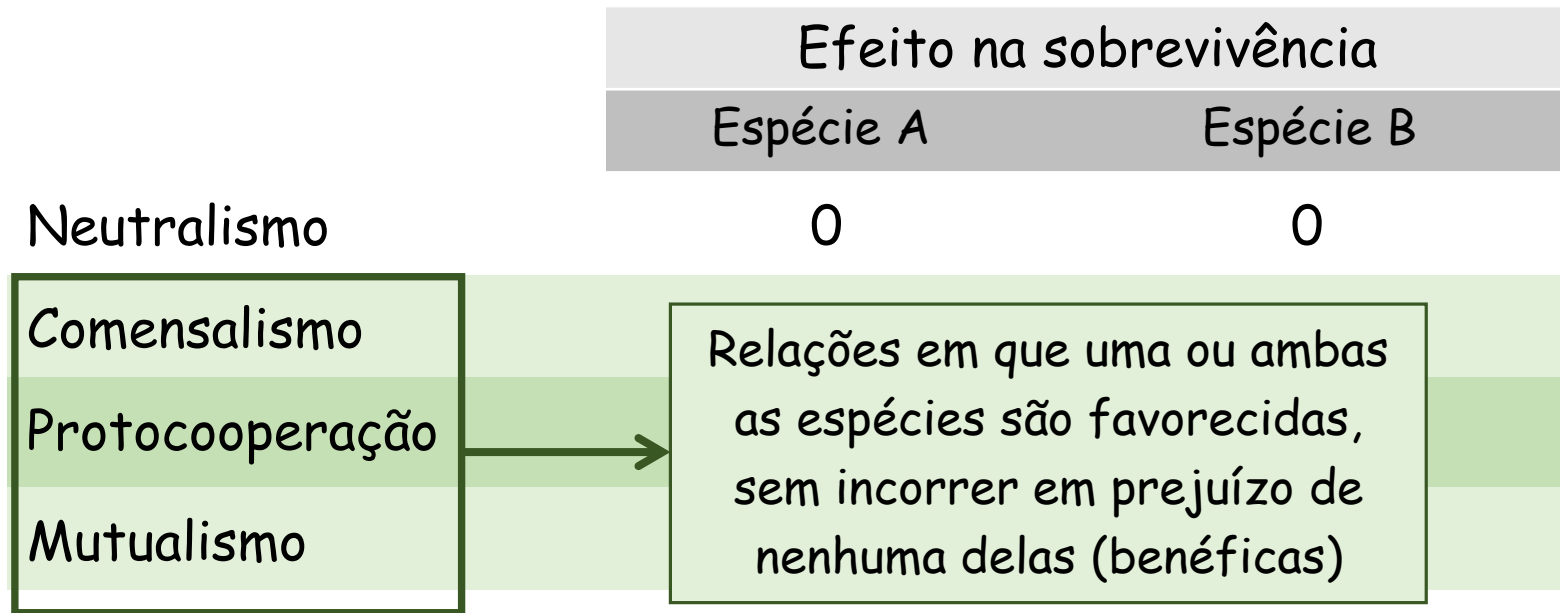 Efeito na sobrevivência
Espécie A Espécie B
Neutralismo 0 0
Comensalismo
Protocooperação
Mutualismo
Relações em que uma ou ambas
as espécies são favorecidas,
sem incorrer em prejuízo de
nenhuma delas (benéficas)